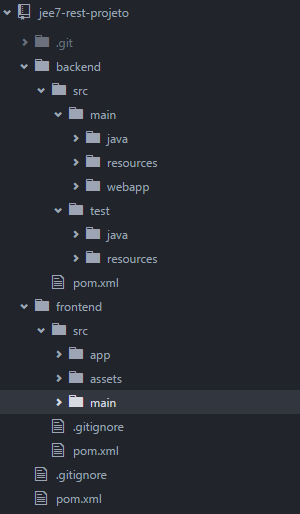 jee7-rest-projeto
.git
backend
src
main
java
resources
webapp
test
java
resources
pom.xml
frontend
src
app
assets
main
.gitignore
pom.xml
.gitignore
pom.xml